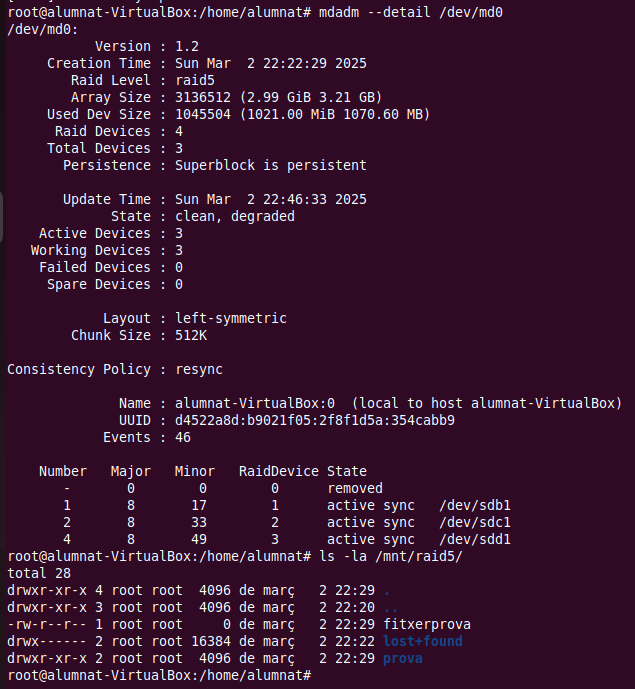 root@alumnat-VirtualBox:/home/alumnat# mdadm --detail /dev/md0
/dev/md0:
Version : 1.2
Creation Time : Sun Mar  2 22:22:29 2025
Raid Level : raid5
Array Size : 3136512 (2.99 GiB 3.21 GB)
Used Dev Size : 1045504 (1021.00 MiB 1070.60 MB)
Raid Devices : 4
Total Devices : 3
Persistence : Superblock is persistent
Update Time : Sun Mar  2 22:46:33 2025
State : clean, degraded
Active Devices : 3
Working Devices : 3
Failed Devices : 0
Spare Devices : 0
Layout : left-symmetric
Chunk Size : 512K
Consistency Policy : resync
Name : alumnat-VirtualBox:0  (local to host alumnat-VirtualBox)
UUID : d4522a8d:b9021f05:2f8f1d5a:354cabb9
Events : 46
Number   Major   Minor   RaidDevice State
-       0        0        0      removed
1       8       17        1      active sync   /dev/sdb1
2       8       33        2      active sync   /dev/sdc1
4       8       49        3      active sync   /dev/sdd1
root@alumnat-VirtualBox:/home/alumnat# ls -la /mnt/raid5/
total 28
drwxr-xr-x 4 root root  4096 de març   2 22:29 .
drwxr-xr-x 3 root root  4096 de març   2 22:20 ..
-rw-r--r-- 1 root root     0 de març   2 22:29 fitxerprova
drwx------ 2 root root 16384 de març   2 22:22 lost+found
drwxr-xr-x 2 root root  4096 de març   2 22:29 prova
root@alumnat-VirtualBox:/home/alumnat#